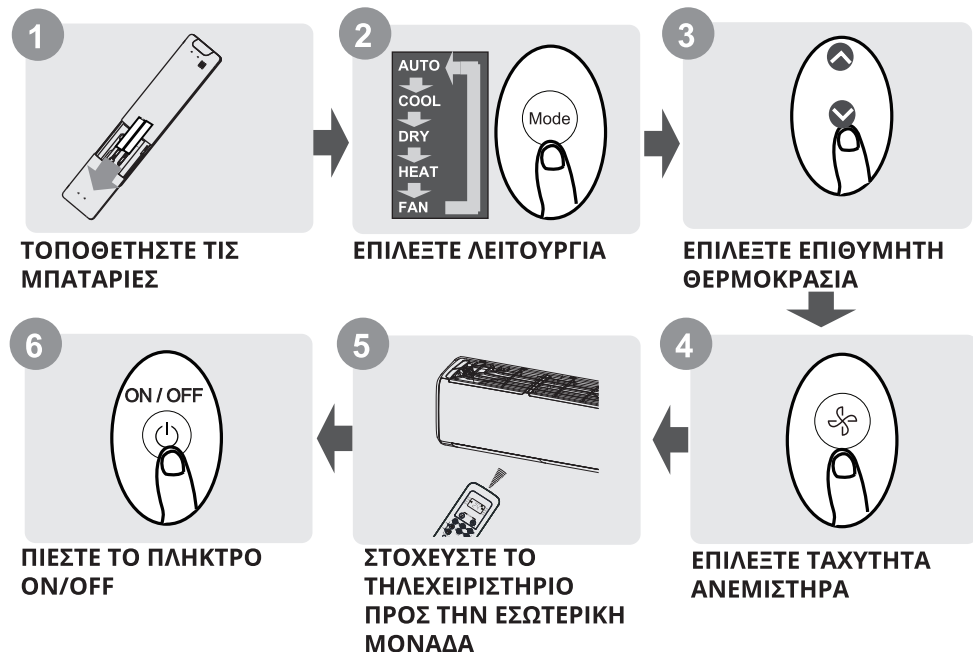 1
ΤΟΠΟΘΕΤΗΣΤΕ ΤΙΣ
ΜΠΑΤΑΡΙΕΣ
2
AUTO
COOL
DRY
HEAT
FAN
Mode
ΕΠΙΛΕΞΤΕ ΛΕΙΤΟΥΡΓΙΑ
3
ΕΠΙΛΕΞΤΕ ΕΠΙΘΥΜΗΤΗ
ΘΕΡΜΟΚΡΑΣΙΑ
4
ΕΠΙΛΕΞΤΕ ΤΑΧΥΤΗΤΑ
ΑΝΕΜΙΣΤΗΡΑ
5
ΣΤΟΧΕΥΣΤΕ ΤΟ
ΤΗΛΕΧΕΙΡΙΣΤΗΡΙΟ
ΠΡΟΣ ΤΗΝ ΕΣΩΤΕΡΙΚΗ
ΜΟΝΑΔΑ
6
ON / OFF
ΠΙΕΣΤΕ ΤΟ ΠΛΗΚΤΡΟ
ON/OFF